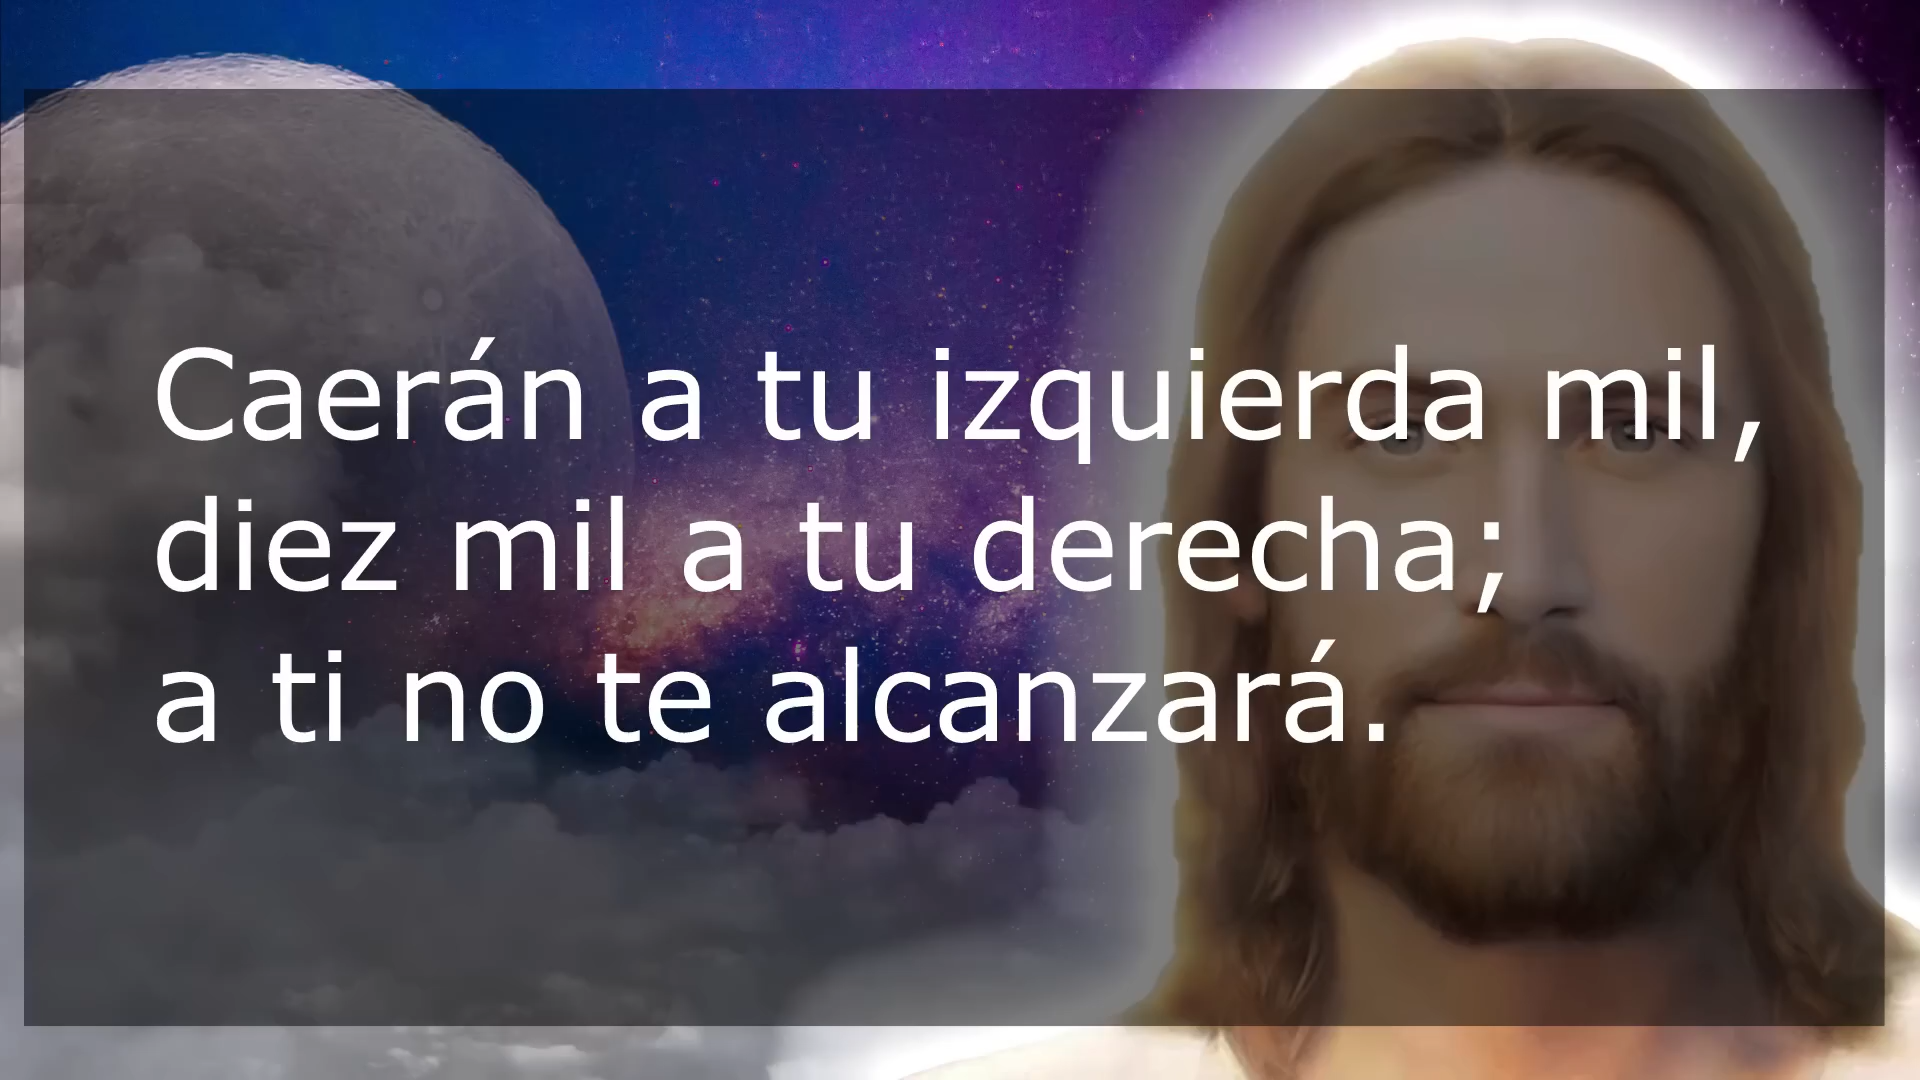 Caerán a tu izquierda mil,
diez mil a tu derecha;
a ti no te alcanzará.